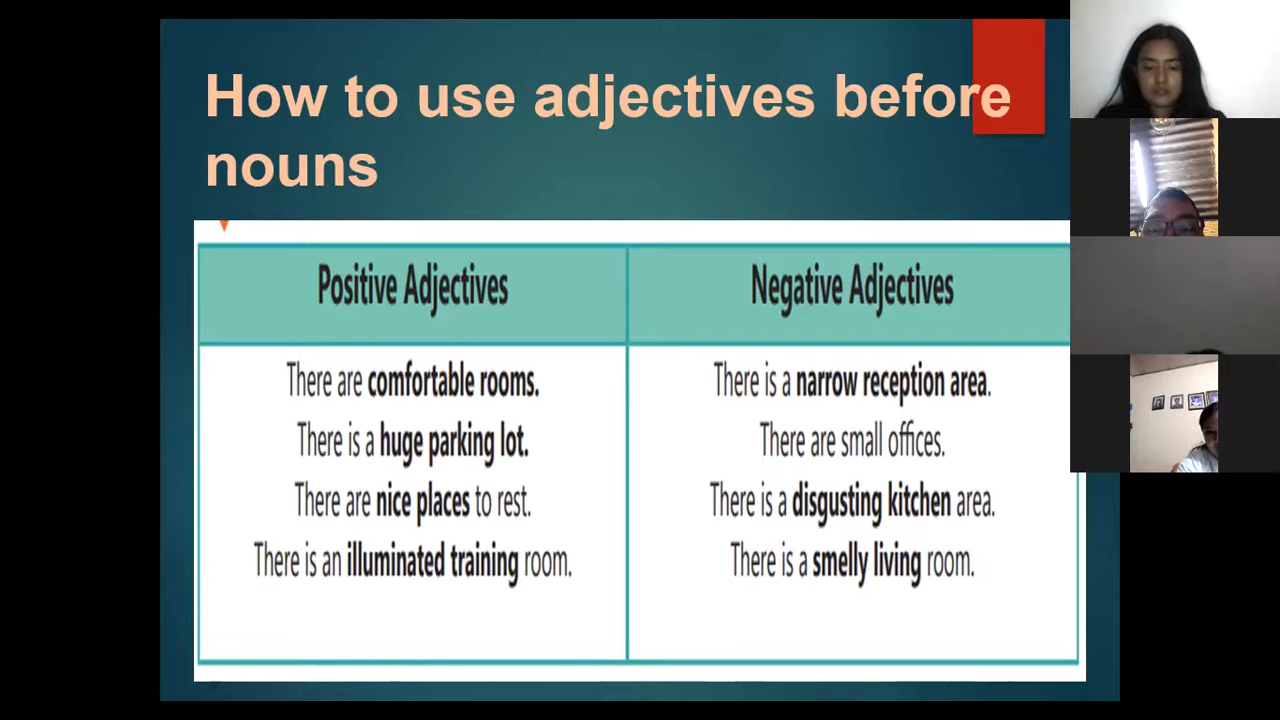 How to use adjectives before
nouns
Positive Adjectives
Negative Adjectives
There are comfortable rooms.
There is a huge parking lot.
There are nice places to rest.
There is an illuminated training room.
There is a narrow reception area.
There are small offices.
There is a disgusting kitchen area.
There is a smelly living room.